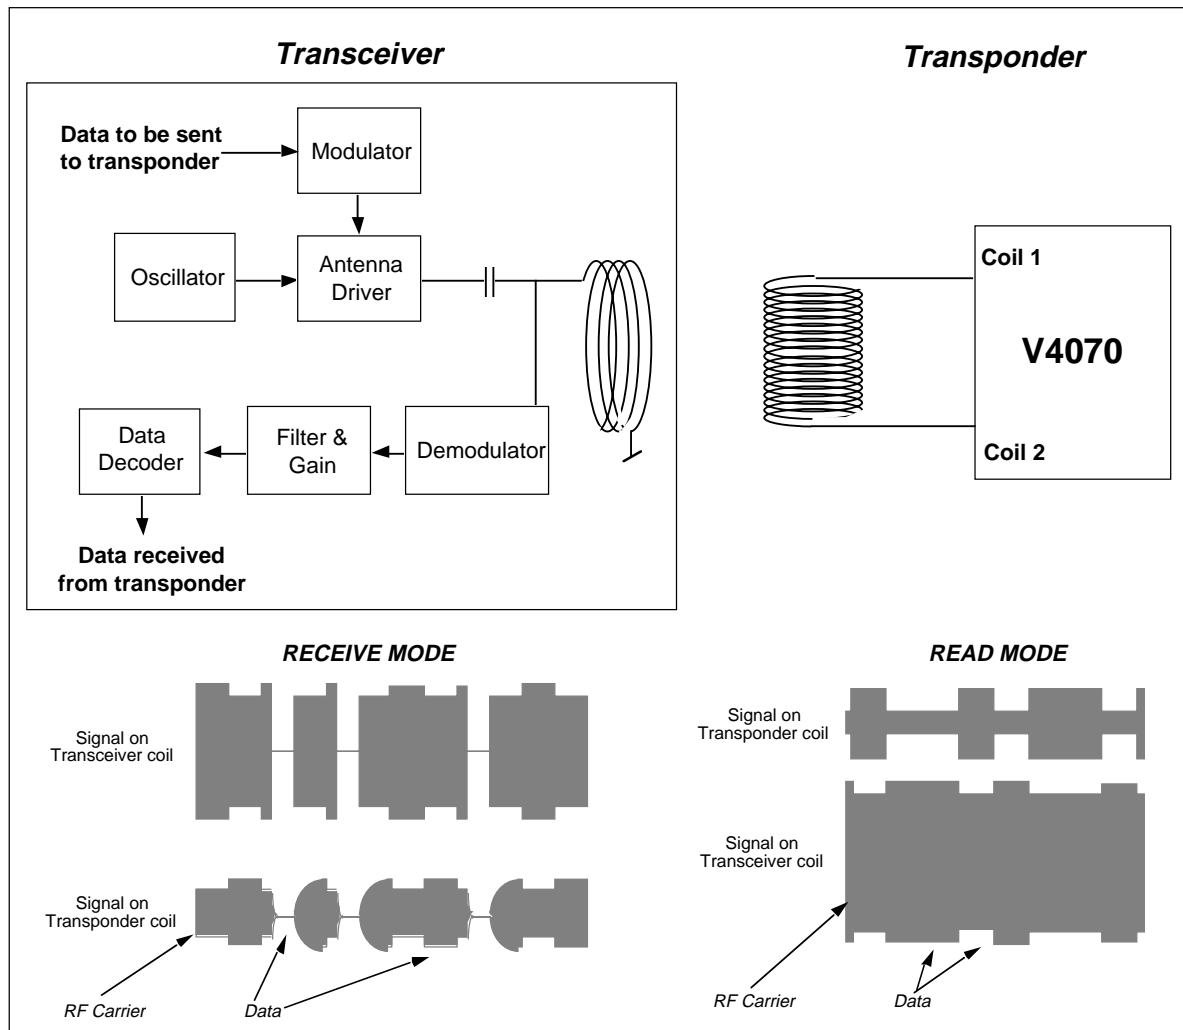 Transceiver
Transponder
Data to be sent
to transponder
Modulator
Oscillator
Antenna
Driver
Coil 1
V4070
Coil 2
Data
Decoder
Filter &
Gain
Demodulator
Data received
from transponder
RECEIVE MODE
Signal on
Transceiver coil
Signal on
Transponder coil
RF Carrier
Data
READ MODE
Signal on
Transponder coil
Signal on
Transceiver coil
RF Carrier
Data